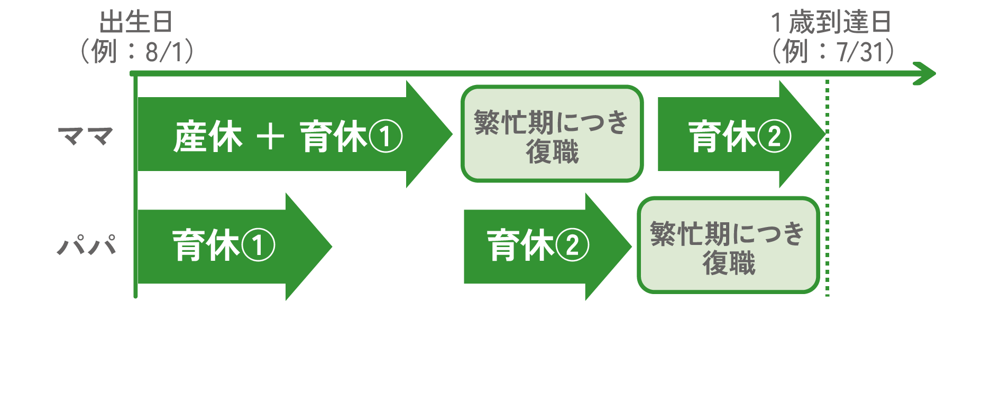 出生日
（例：8/1）
１歳到達日
（例：7/31）
ママ
産休 ＋ 育休①
繁忙期につき
復職
育休②
パパ
育休①
育休②
繁忙期につき
復職